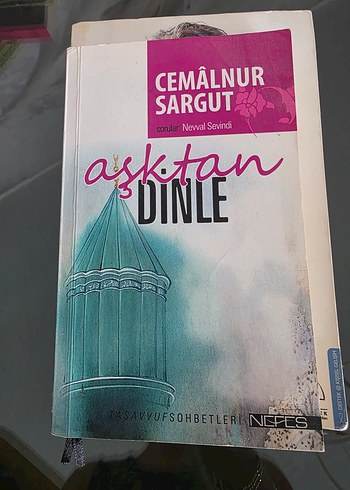 CEMÂLNUR
SARGUT
sorular: Nevval Sevindi
aşktan
DİNLE
TASAVVUF SOHBETLERİ
NEFES